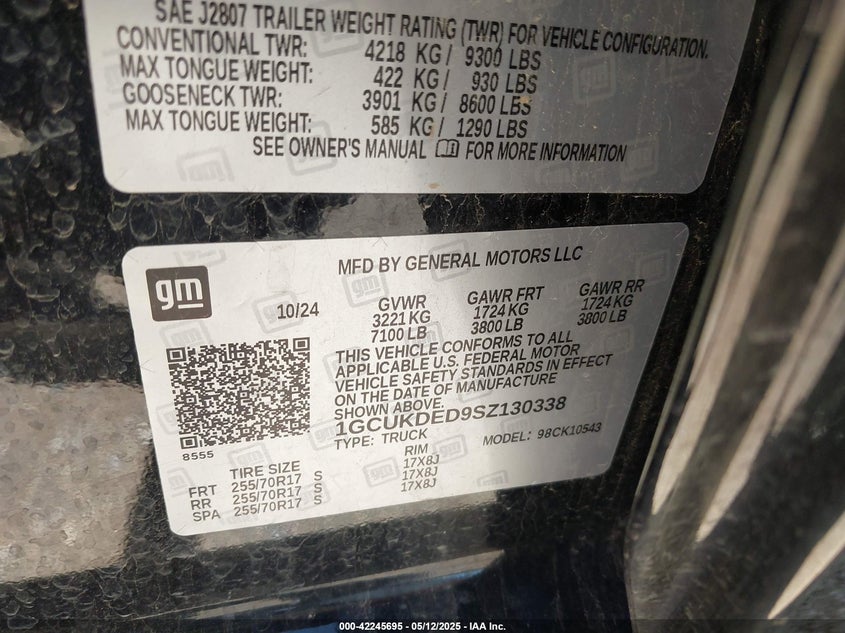 SAE J2807 TRAILER WEIGHT RATING (TWR) FOR VEHICLE CONFIGURATION.
CONVENTIONAL TWR: 4218 KG / 9300 LBS
MAX TONGUE WEIGHT: 422 KG / 930 LBS
GOOSENECK TWR: 3901 KG / 8600 LBS
MAX TONGUE WEIGHT: 585 KG / 1290 LBS
SEE OWNER'S MANUAL FOR MORE INFORMATION
gm
MFD BY GENERAL MOTORS LLC
10/24 GVWR GAWR FRT GAWR RR
3221 KG 1724 KG 1724 KG
7100 LB 3800 LB 3800 LB
THIS VEHICLE CONFORMS TO ALL
APPLICABLE U.S. FEDERAL MOTOR
VEHICLE SAFETY STANDARDS IN EFFECT
ON THE DATE OF MANUFACTURE
1GCUKDED9SZ130338
TYPE: TRUCK MODEL: 98CK10543
8555
TIRE SIZE RIM
FRT 255/70R17 S 17X8J
RR 255/70R17 S 17X8J
SPA 255/70R17 S 17X8J
000-42245695 - 05/12/2025 - IAA Inc.